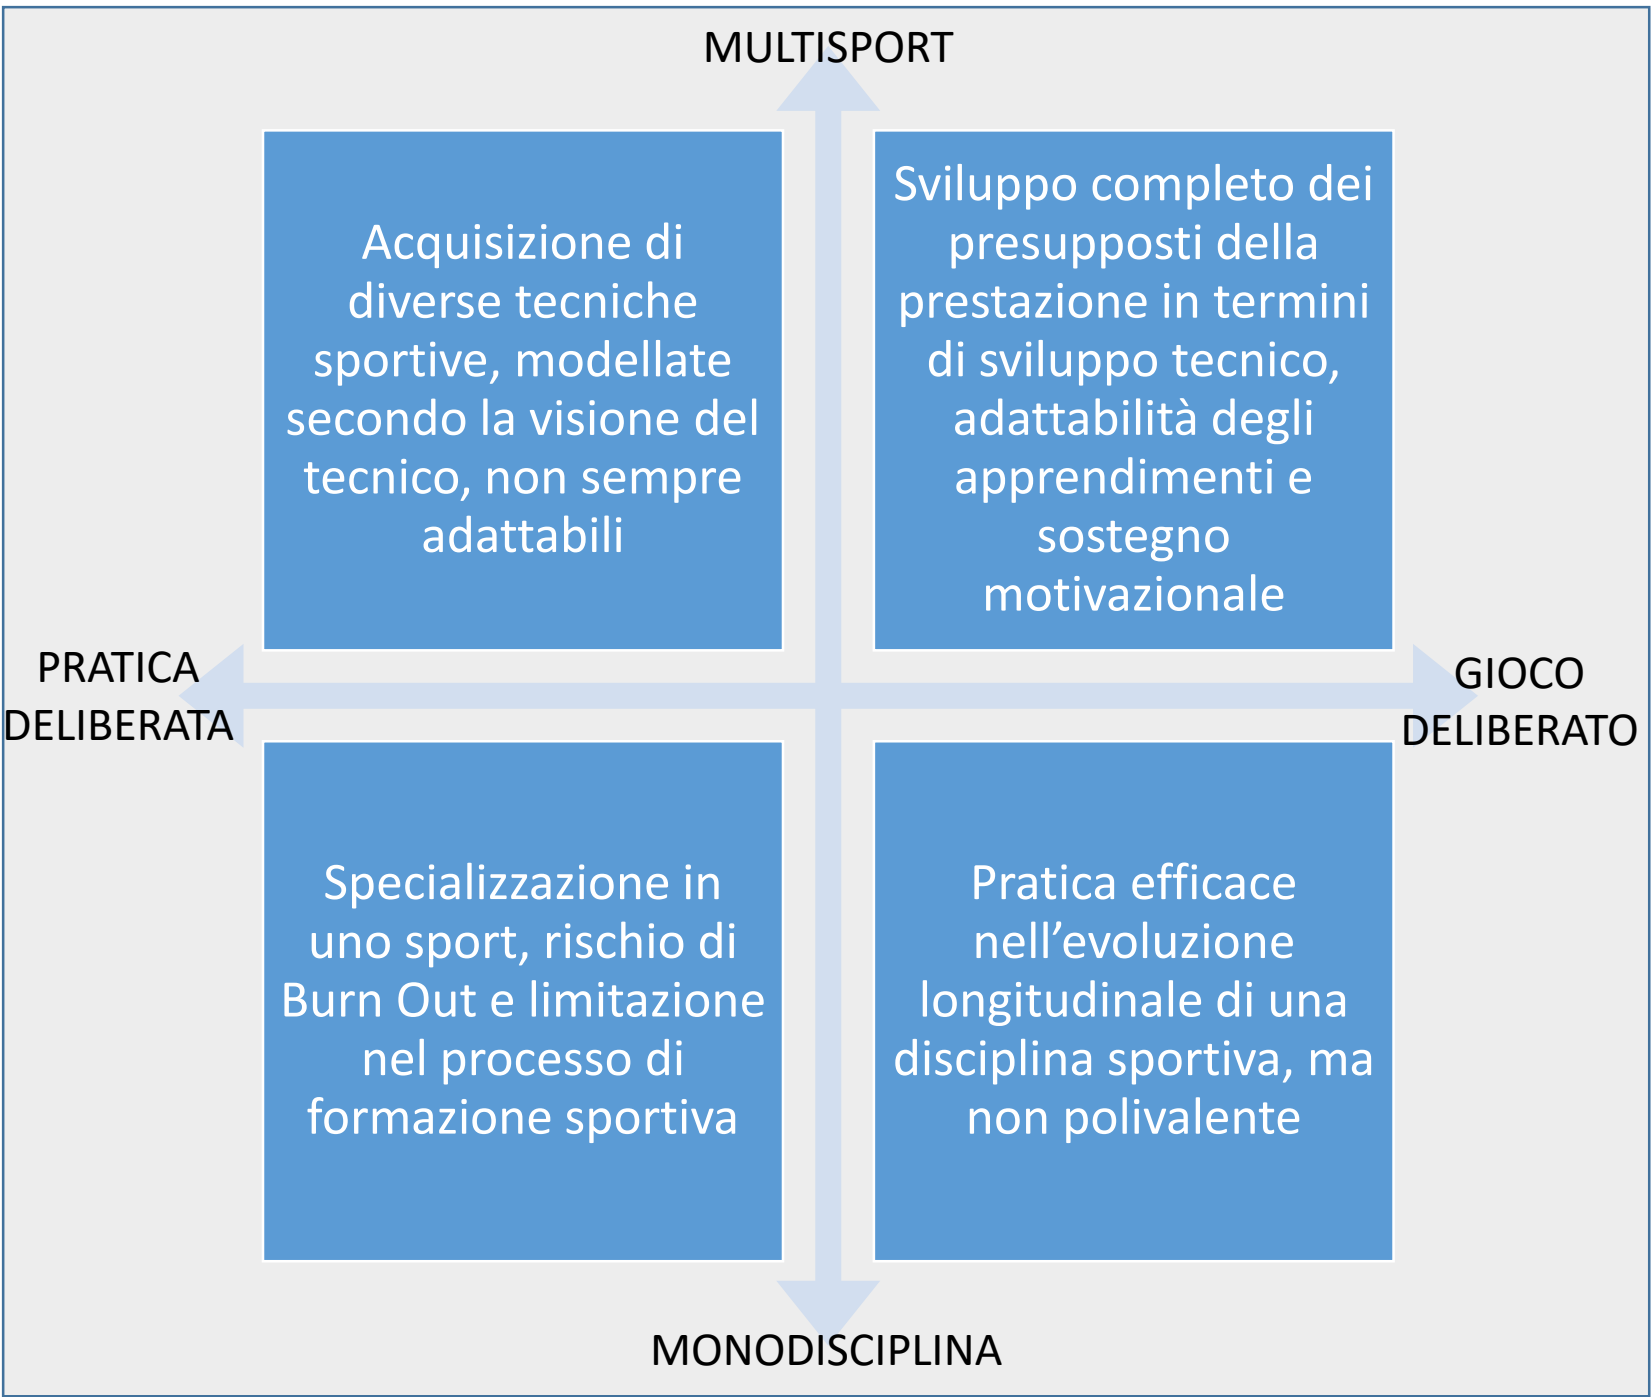 MULTISPORT
Acquisizione di
diverse tecniche
sportive, modellate
secondo la visione del
tecnico, non sempre
adattabili
Sviluppo completo dei
presupposti della
prestazione in termini
di sviluppo tecnico,
adattabilità degli
apprendimenti e
sostegno
motivazionale
PRATICA
DELIBERATA
GIOCO
DELIBERATO
Specializzazione in
uno sport, rischio di
Burn Out e limitazione
nel processo di
formazione sportiva
Pratica efficace
nell’evoluzione
longitudinale di una
disciplina sportiva, ma
non polivalente
MONODISCIPLINA